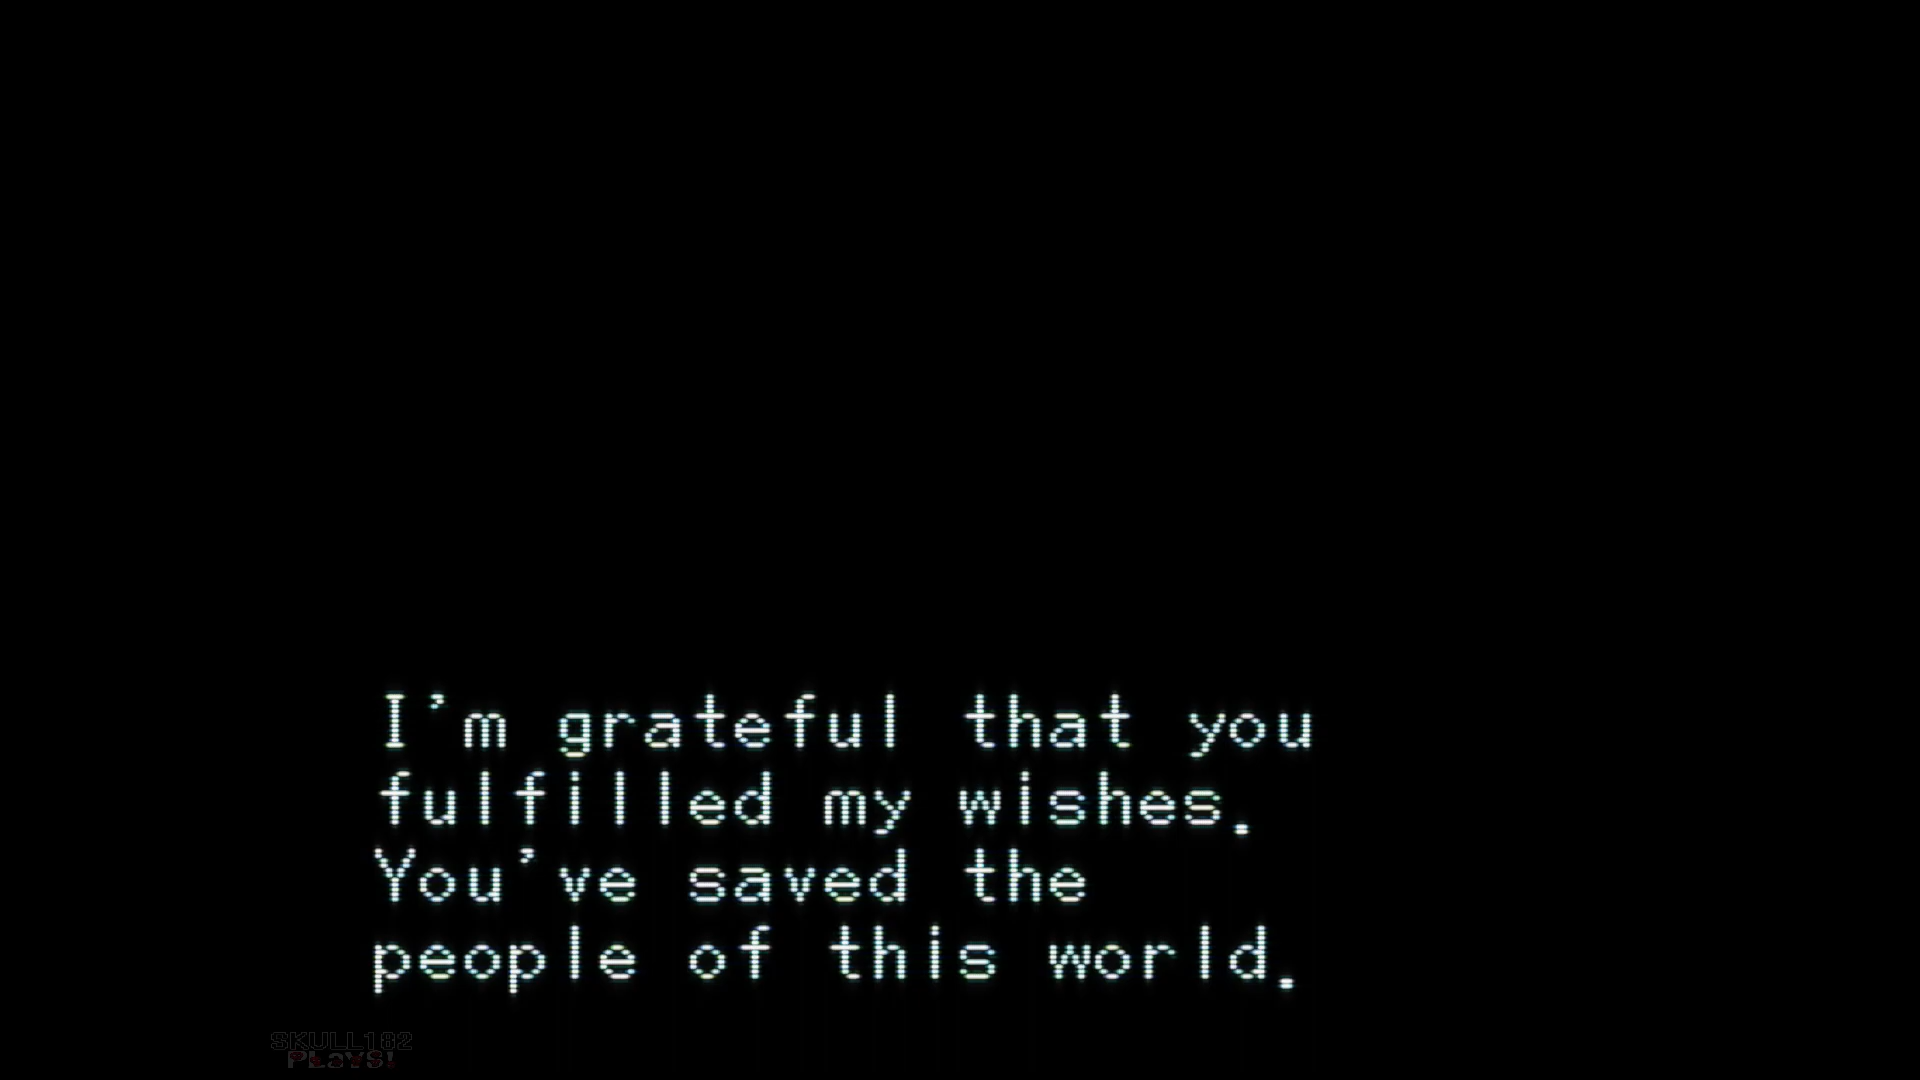 I'm grateful that you
fulfilled my wishes.
You've saved the
people of this world.
SKULL182
PLAYS!